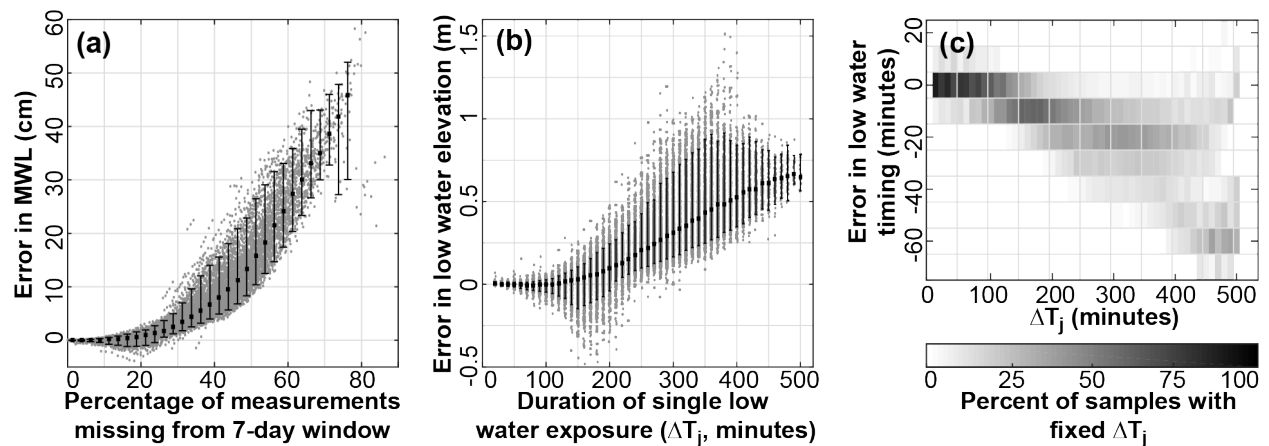 (a)
Error in MWL (cm)
60
50
40
30
20
10
0
0 20 40 60 80
Percentage of measurements
missing from 7-day window
(b)
Error in low water elevation (m)
1.5
1
0.5
0
-0.5
0 100 200 300 400 500
Duration of single low
water exposure (ΔTj, minutes)
(c)
Error in low water
timing (minutes)
20
0
-20
-40
-60
0 100 200 300 400 500
ΔTj (minutes)
0 25 50 75 100
Percent of samples with
fixed ΔTj